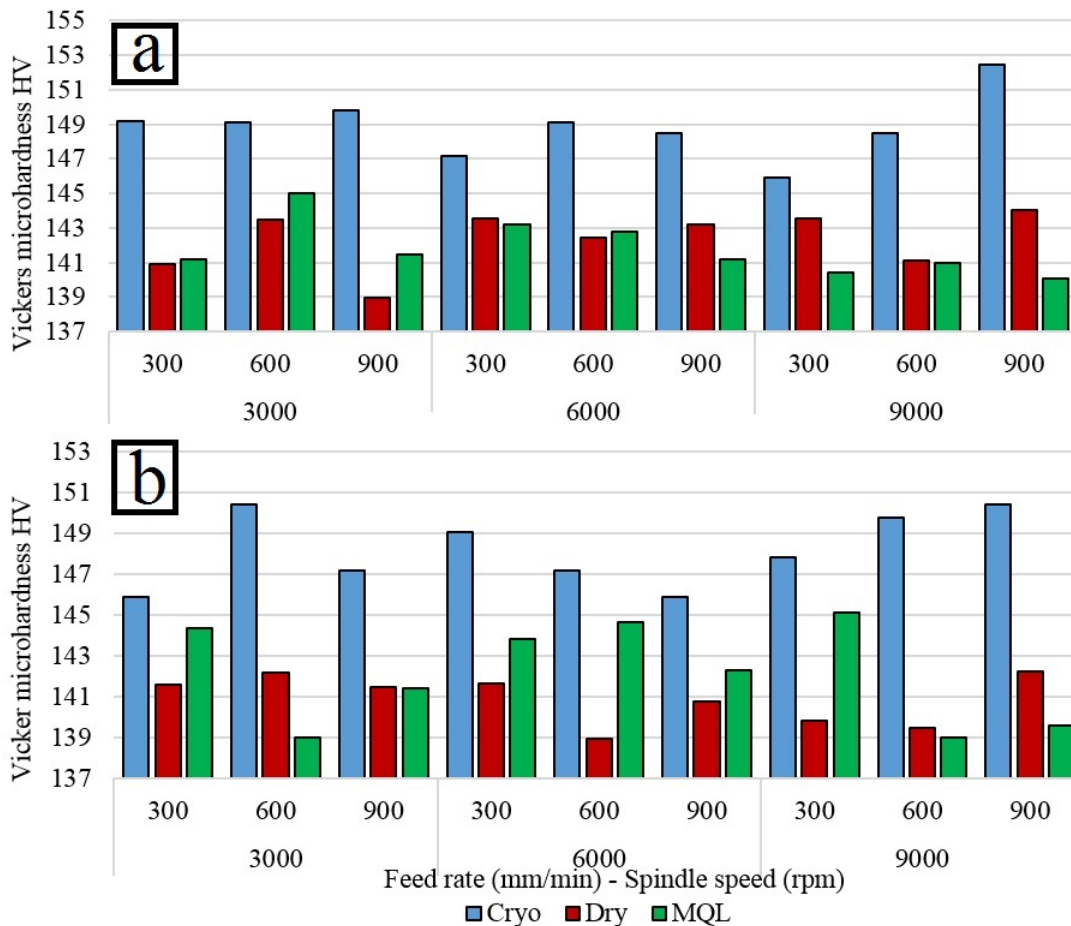 a
Vickers microhardness HV
155
153
151
149
147
145
143
141
139
137
300 600 900 300 600 900 300 600 900
3000 6000 9000
b
Vicker microhardness HV
153
151
149
147
145
143
141
139
137
300 600 900 300 600 900 300 600 900
3000 6000 9000
Feed rate (mm/min) - Spindle speed (rpm)
Cryo Dry MQL